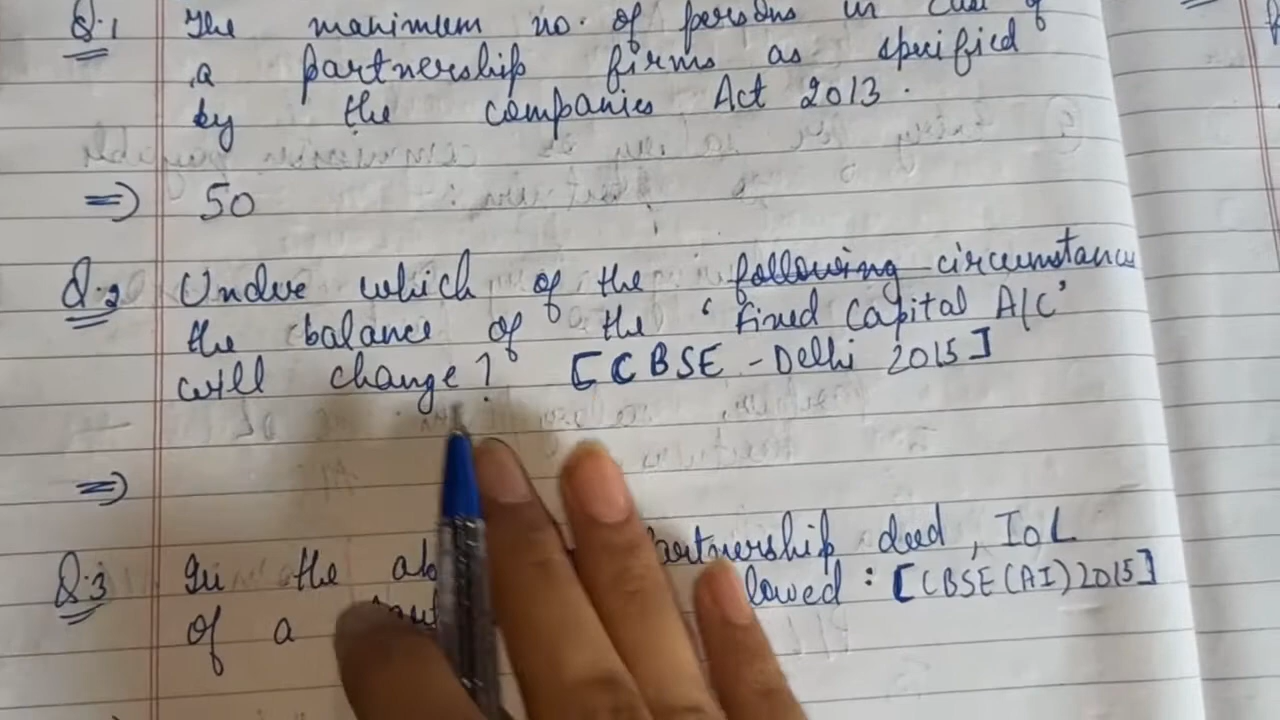 Q.1 The maximum no. of persons in case of
a partnership firms as specified
by the companies Act 2013.
=> 50
Q.2 Under which of the following circumstances
the balance of the 'Fixed Capital A/C'
will change? [CBSE - Delhi 2015]
=>
Q.3 In the partnership deed, IOL
of a [CBSE (AI) 2015]